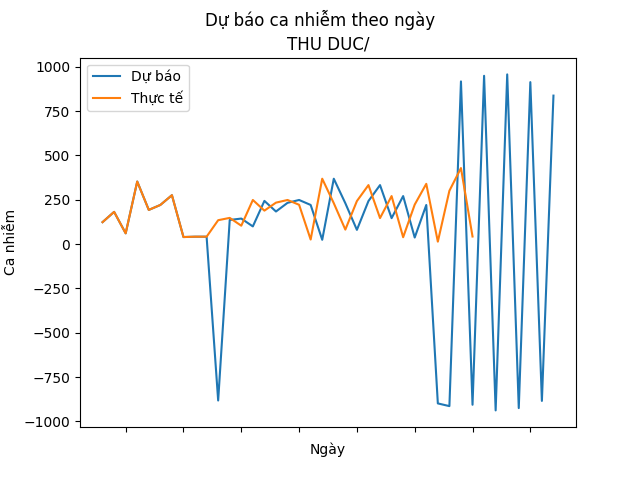 Dự báo ca nhiễm theo ngày
THU DUC/
Dự báo
Thực tế
1000
750
500
250
0
−250
−500
−750
−1000
Ca nhiễm
Ngày